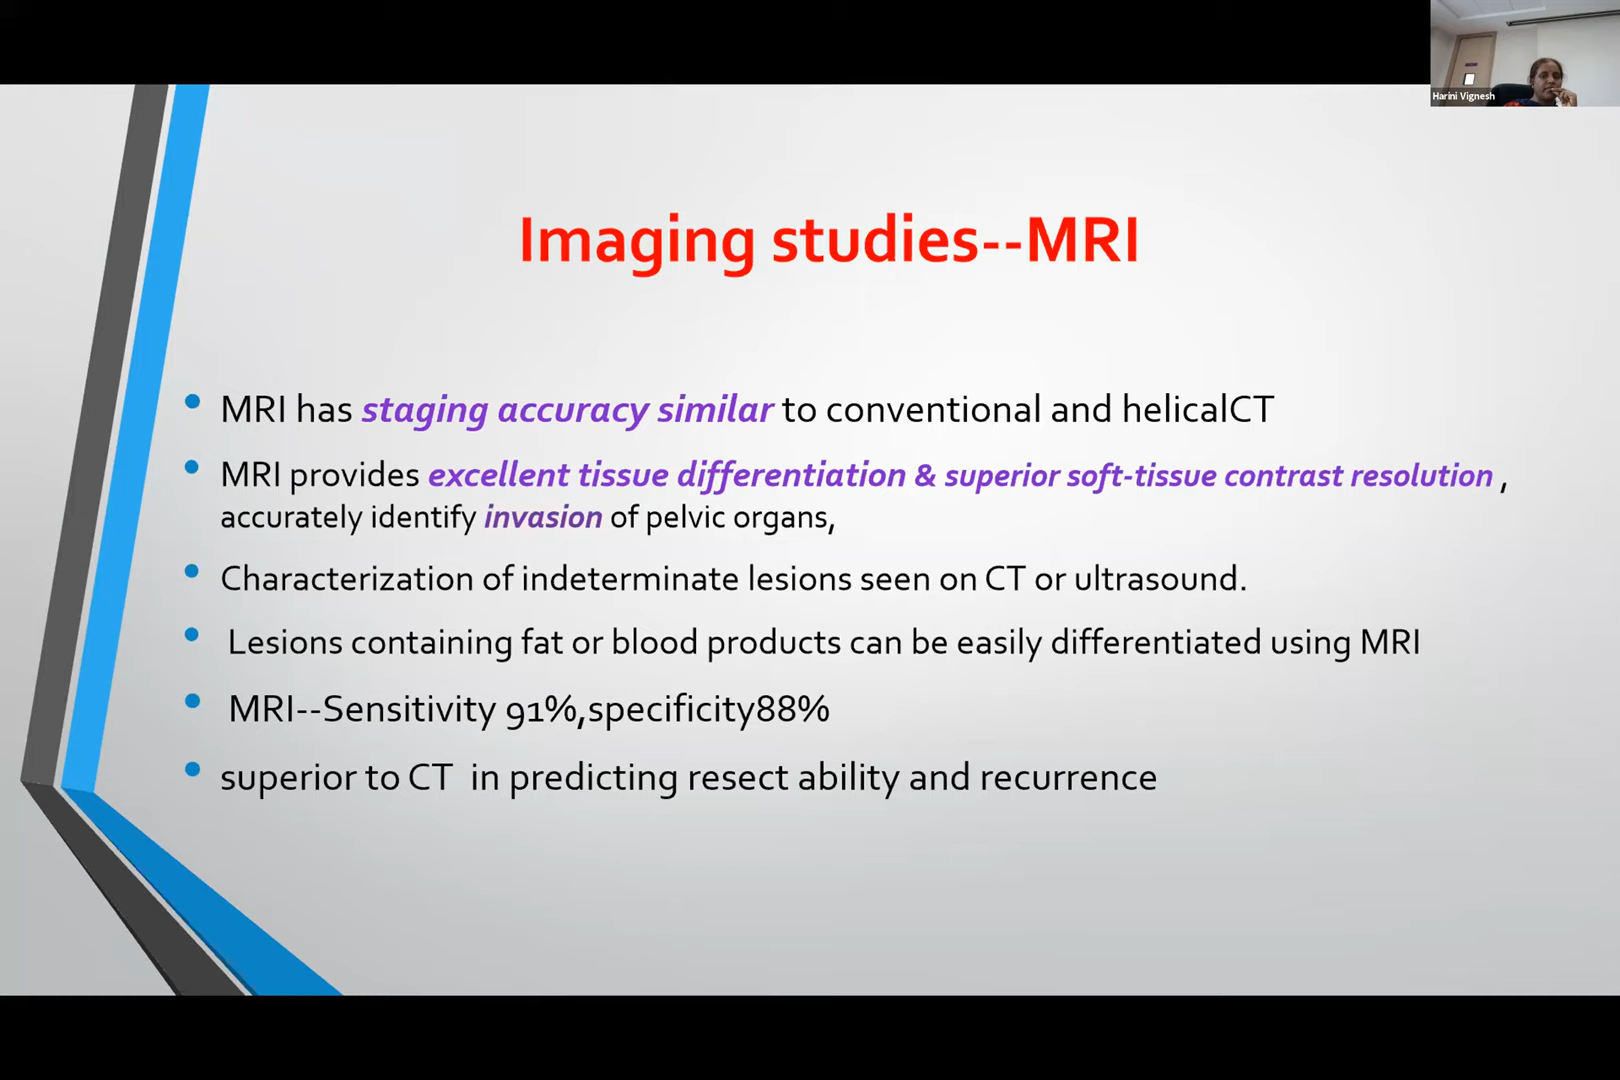 Harini Vignesh
Imaging studies--MRI
• MRI has staging accuracy similar to conventional and helicalCT
• MRI provides excellent tissue differentiation & superior soft-tissue contrast resolution ,
accurately identify invasion of pelvic organs,
• Characterization of indeterminate lesions seen on CT or ultrasound.
• Lesions containing fat or blood products can be easily differentiated using MRI
• MRI--Sensitivity 91%,specificity88%
• superior to CT in predicting resect ability and recurrence